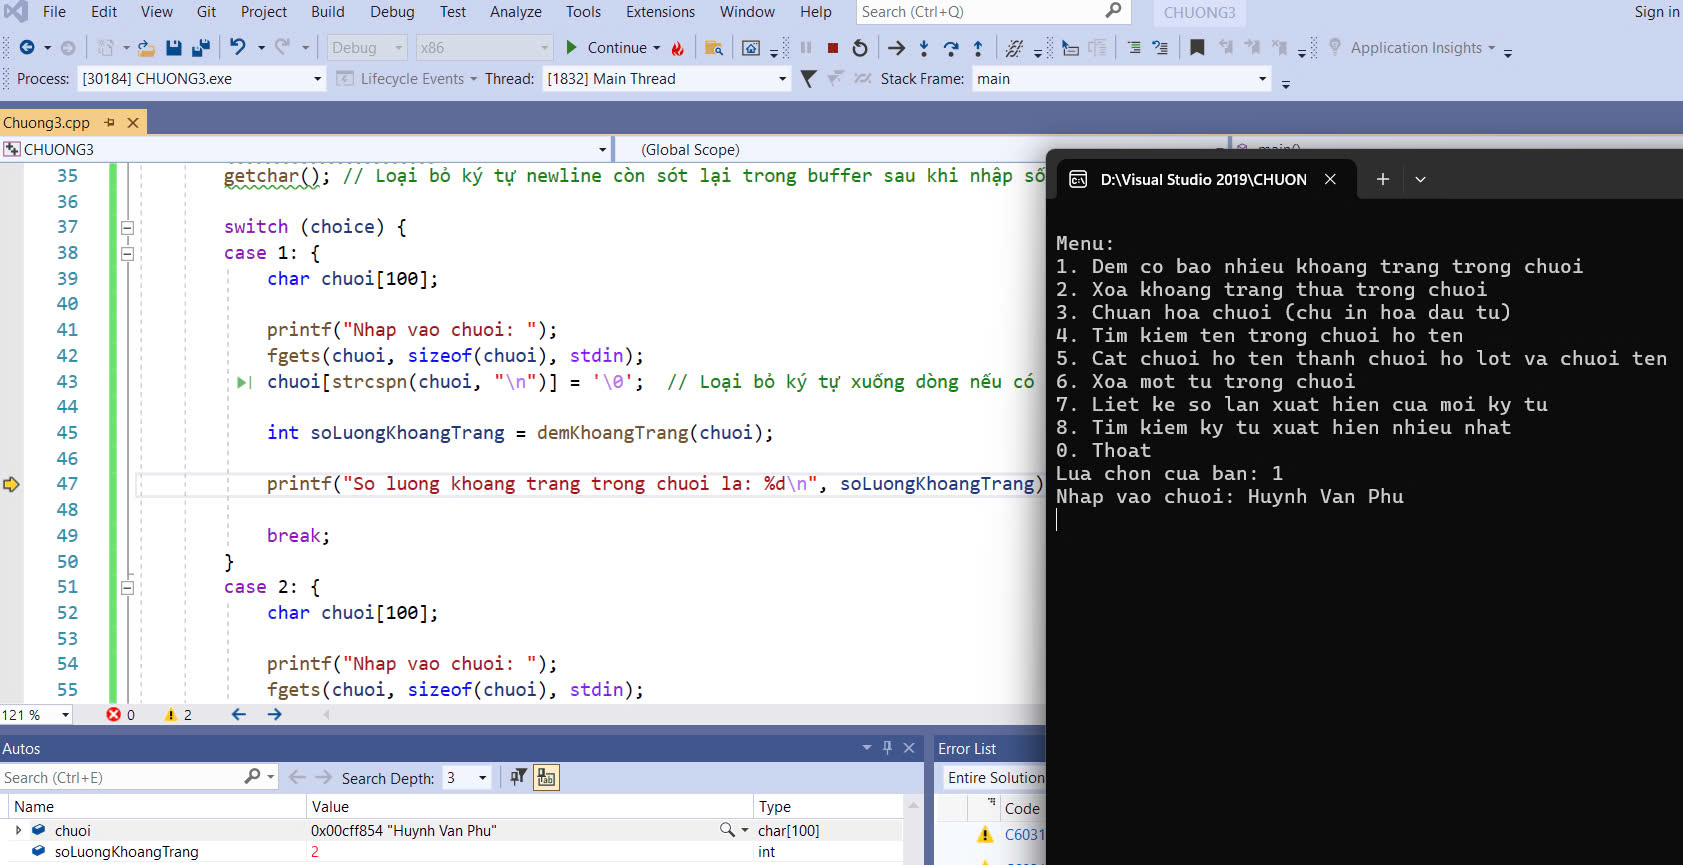 File Edit View Git Project Build Debug Test Analyze Tools Extensions Window Help Search (Ctrl+Q) CHUONG3 Sign in
Debug x86 Continue Application Insights
Process: [30184] CHUONG3.exe Lifecycle Events Thread: [1832] Main Thread Stack Frame: main
Chuong3.cpp
CHUONG3 (Global Scope) main()
35 getchar(); // Loại bỏ ký tự newline còn sót lại trong buffer sau khi nhập số
36
37 switch (choice) {
38 case 1: {
39 char chuoi[100];
40
41 printf("Nhap vao chuoi: ");
42 fgets(chuoi, sizeof(chuoi), stdin);
43 chuoi[strcspn(chuoi, "\n")] = '\0'; // Loại bỏ ký tự xuống dòng nếu có
44
45 int soLuongKhoangTrang = demKhoangTrang(chuoi);
46
47 printf("So luong khoang trang trong chuoi la: %d\n", soLuongKhoangTrang)
48
49 break;
50 }
51 case 2: {
52 char chuoi[100];
53
54 printf("Nhap vao chuoi: ");
55 fgets(chuoi, sizeof(chuoi), stdin);
121 % 0 2
D:\Visual Studio 2019\CHUON
Menu:
1. Dem co bao nhieu khoang trang trong chuoi
2. Xoa khoang trang thua trong chuoi
3. Chuan hoa chuoi (chu in hoa dau tu)
4. Tim kiem ten trong chuoi ho ten
5. Cat chuoi ho ten thanh chuoi ho lot va chuoi ten
6. Xoa mot tu trong chuoi
7. Liet ke so lan xuat hien cua moi ky tu
8. Tim kiem ky tu xuat hien nhieu nhat
0. Thoat
Lua chon cua ban: 1
Nhap vao chuoi: Huynh Van Phu
Autos
Search (Ctrl+E) Search Depth: 3
Name Value Type
chuoi 0x00cff854 "Huynh Van Phu" char[100]
soLuongKhoangTrang 2 int
Error List
Entire Solution
Code
C6031